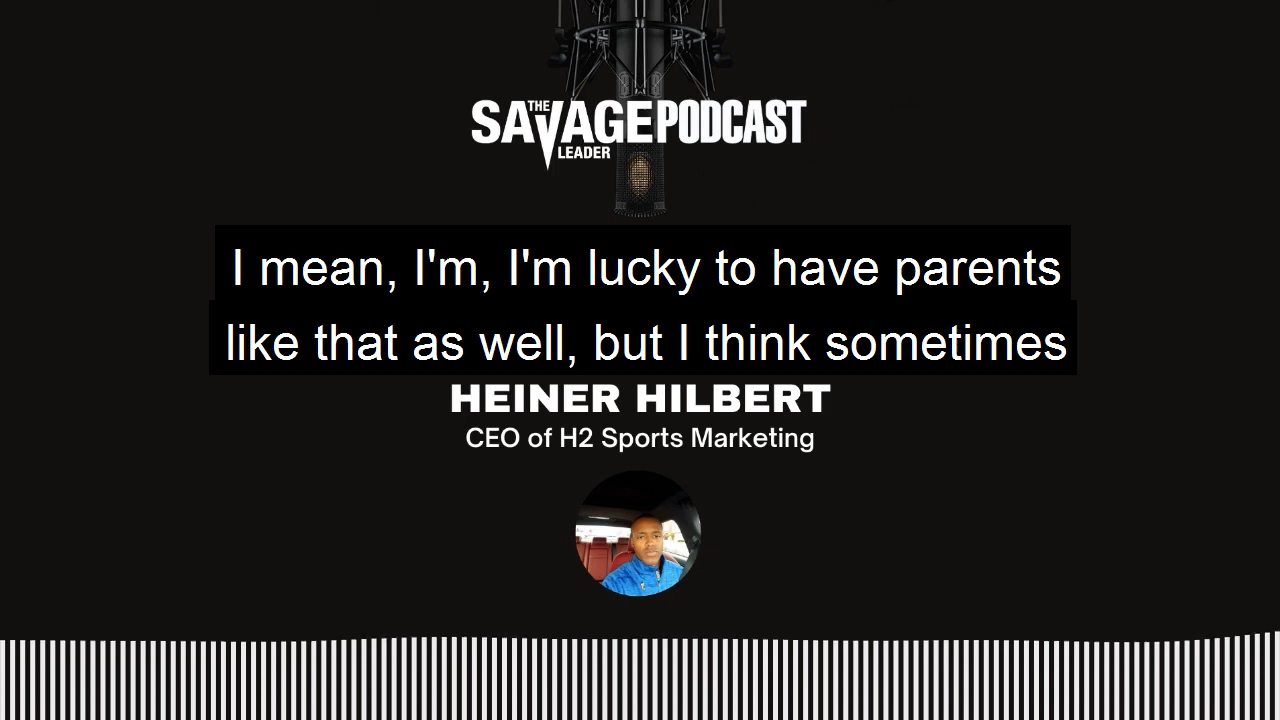 THE
SAVAGE PODCAST
LEADER
I mean, I'm, I'm lucky to have parents
like that as well, but I think sometimes
HEINER HILBERT
CEO of H2 Sports Marketing